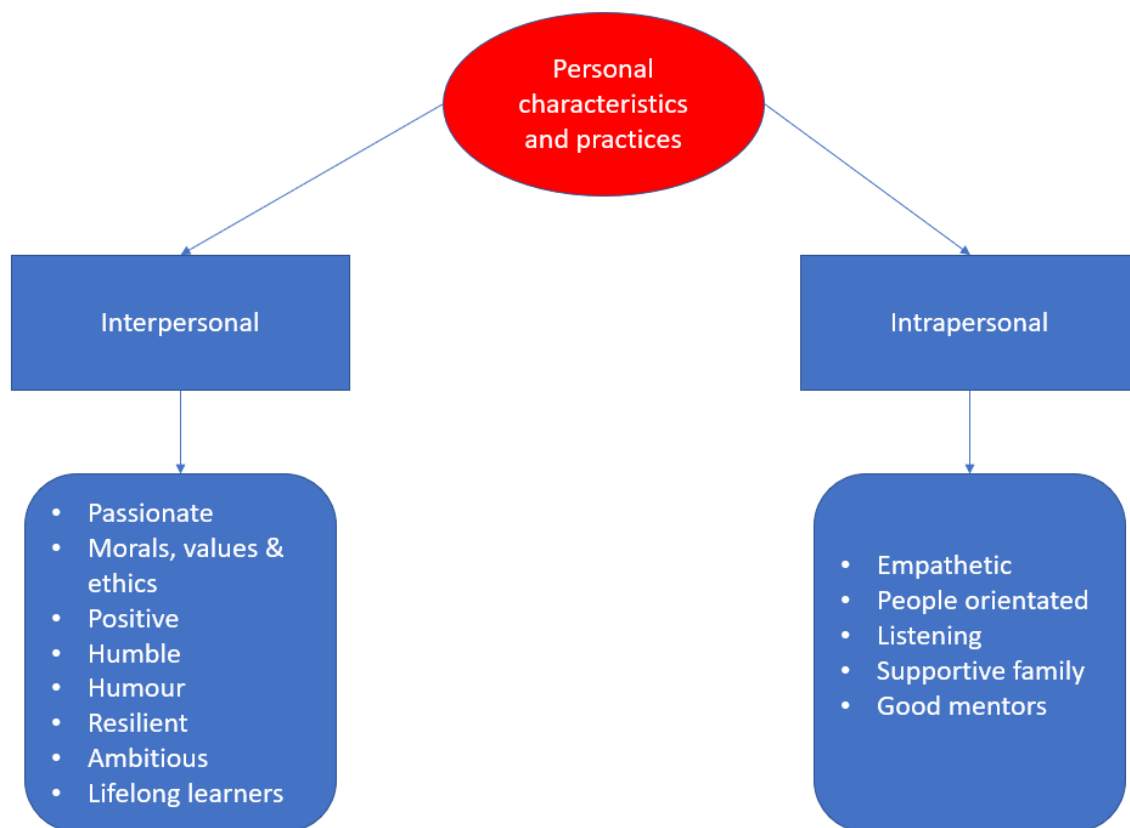 Personal
characteristics
and practices
Interpersonal
Intrapersonal
• Passionate
• Morals, values &
ethics
• Positive
• Humble
• Humour
• Resilient
• Ambitious
• Lifelong learners
• Empathetic
• People orientated
• Listening
• Supportive family
• Good mentors